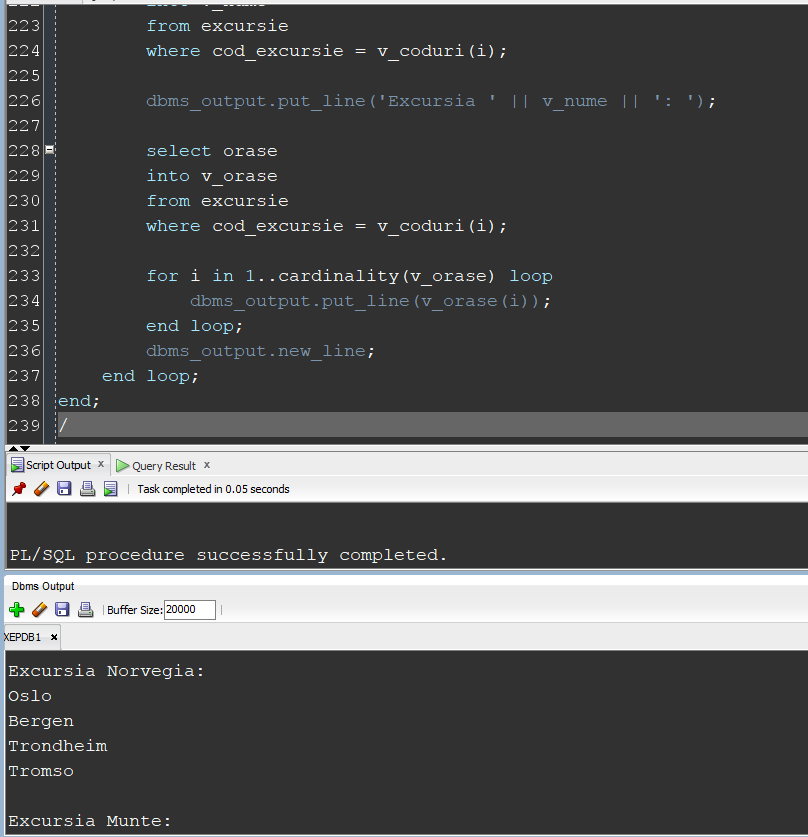 223 from excursie
224 where cod_excursie = v_coduri(i);
225
226 dbms_output.put_line('Excursia ' || v_nume || ': ');
227
228 select orase
229 into v_orase
230 from excursie
231 where cod_excursie = v_coduri(i);
232
233 for i in 1..cardinality(v_orase) loop
234 dbms_output.put_line(v_orase(i));
235 end loop;
236 dbms_output.new_line;
237 end loop;
238 end;
239 /
Script Output x Query Result x
Task completed in 0.05 seconds
PL/SQL procedure successfully completed.
Dbms Output
Buffer Size: 20000
XEPDB1 x
Excursia Norvegia:
Oslo
Bergen
Trondheim
Tromso
Excursia Munte: